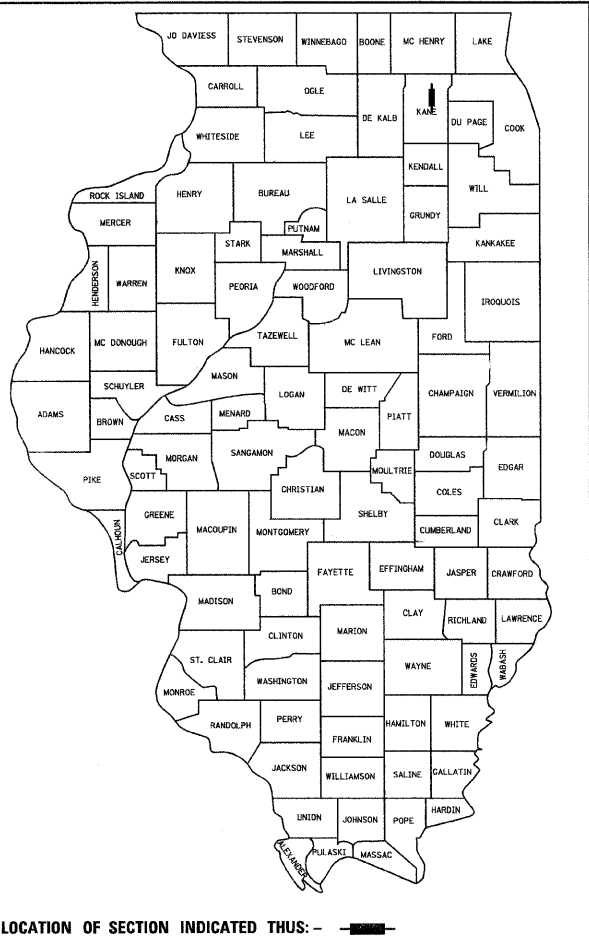 JO DAVIESS STEVENSON WINNEBAGO BOONE MC HENRY LAKE
CARROLL OGLE DE KALB KANE DU PAGE COOK
WHITESIDE LEE
KENDALL WILL
ROCK ISLAND HENRY BUREAU LA SALLE GRUNDY
MERCER PUTNAM
STARK MARSHALL KANKAKEE
HENDERSON WARREN KNOX PEORIA WOODFORD LIVINGSTON
IROQUOIS
HANCOCK MC DONOUGH FULTON TAZEWELL MC LEAN FORD
MASON
SCHUYLER DE WITT
ADAMS BROWN CASS MENARD LOGAN PIATT CHAMPAIGN VERMILION
MACON
PIKE SCOTT MORGAN SANGAMON MOULTRIE DOUGLAS EDGAR
CHRISTIAN COLES
CALHOUN GREENE MACOUPIN MONTGOMERY SHELBY CUMBERLAND CLARK
JERSEY
FAYETTE EFFINGHAM JASPER CRAWFORD
MADISON BOND
CLAY RICHLAND LAWRENCE
CLINTON MARION
ST. CLAIR WAYNE EDWARDS WABASH
WASHINGTON JEFFERSON
MONROE
RANDOLPH PERRY HAMILTON WHITE
FRANKLIN
JACKSON WILLIAMSON SALINE GALLATIN
UNION JOHNSON POPE HARDIN
ALEXANDER PULASKI MASSAC
LOCATION OF SECTION INDICATED THUS: –